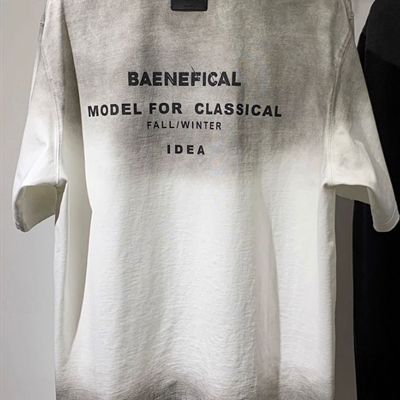 BAENEFICAL
MODEL FOR CLASSICAL
FALL/WINTER
IDEA